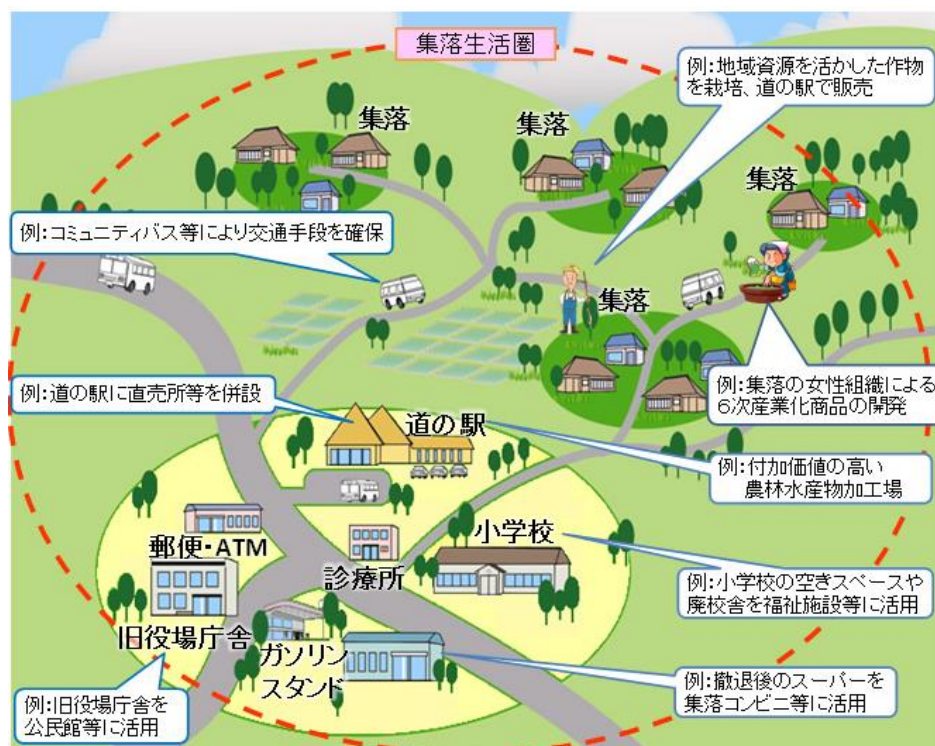 集落生活圏
例：地域資源を活かした作物
を栽培、道の駅で販売
集落
集落
集落
例：コミュニティバス等により交通手段を確保
集落
例：道の駅に直売所等を併設
例：集落の女性組織による
６次産業化商品の開発
道の駅
例：付加価値の高い
農林水産物加工場
小学校
郵便・ATM
診療所
例：小学校の空きスペースや
廃校舎を福祉施設等に活用
旧役場庁舎
ガソリン
スタンド
例：旧役場庁舎を
公民館等に活用
例：撤退後のスーパーを
集落コンビニ等に活用